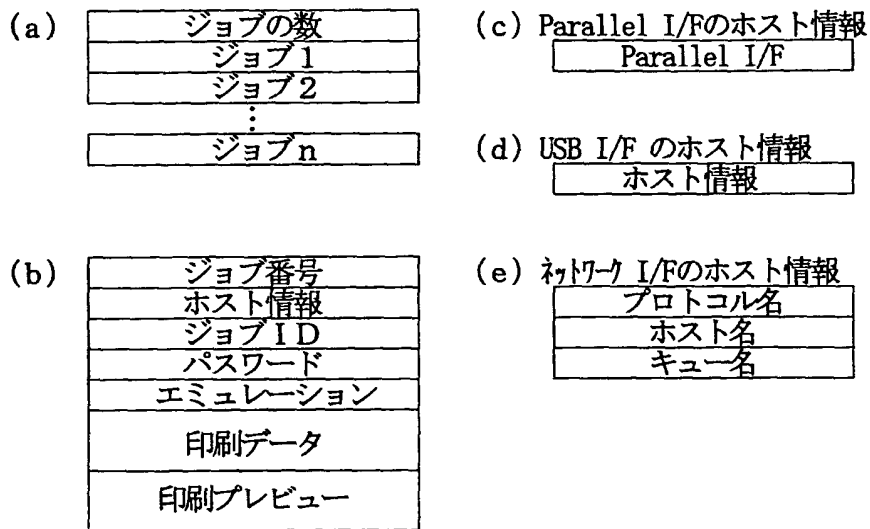 (a)
ジョブの数
ジョブ1
ジョブ2
ジョブn
(b)
ジョブ番号
ホスト情報
ジョブID
パスワード
エミュレーション
印刷データ
印刷プレビュー
(c) Parallel I/Fのホスト情報
Parallel I/F
(d) USB I/F のホスト情報
ホスト情報
(e) ネットワーク I/Fのホスト情報
プロトコル名
ホスト名
キュー名